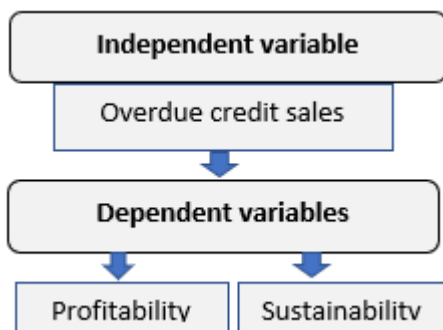 Independent variable
Overdue credit sales
Dependent variables
Profitability
Sustainability